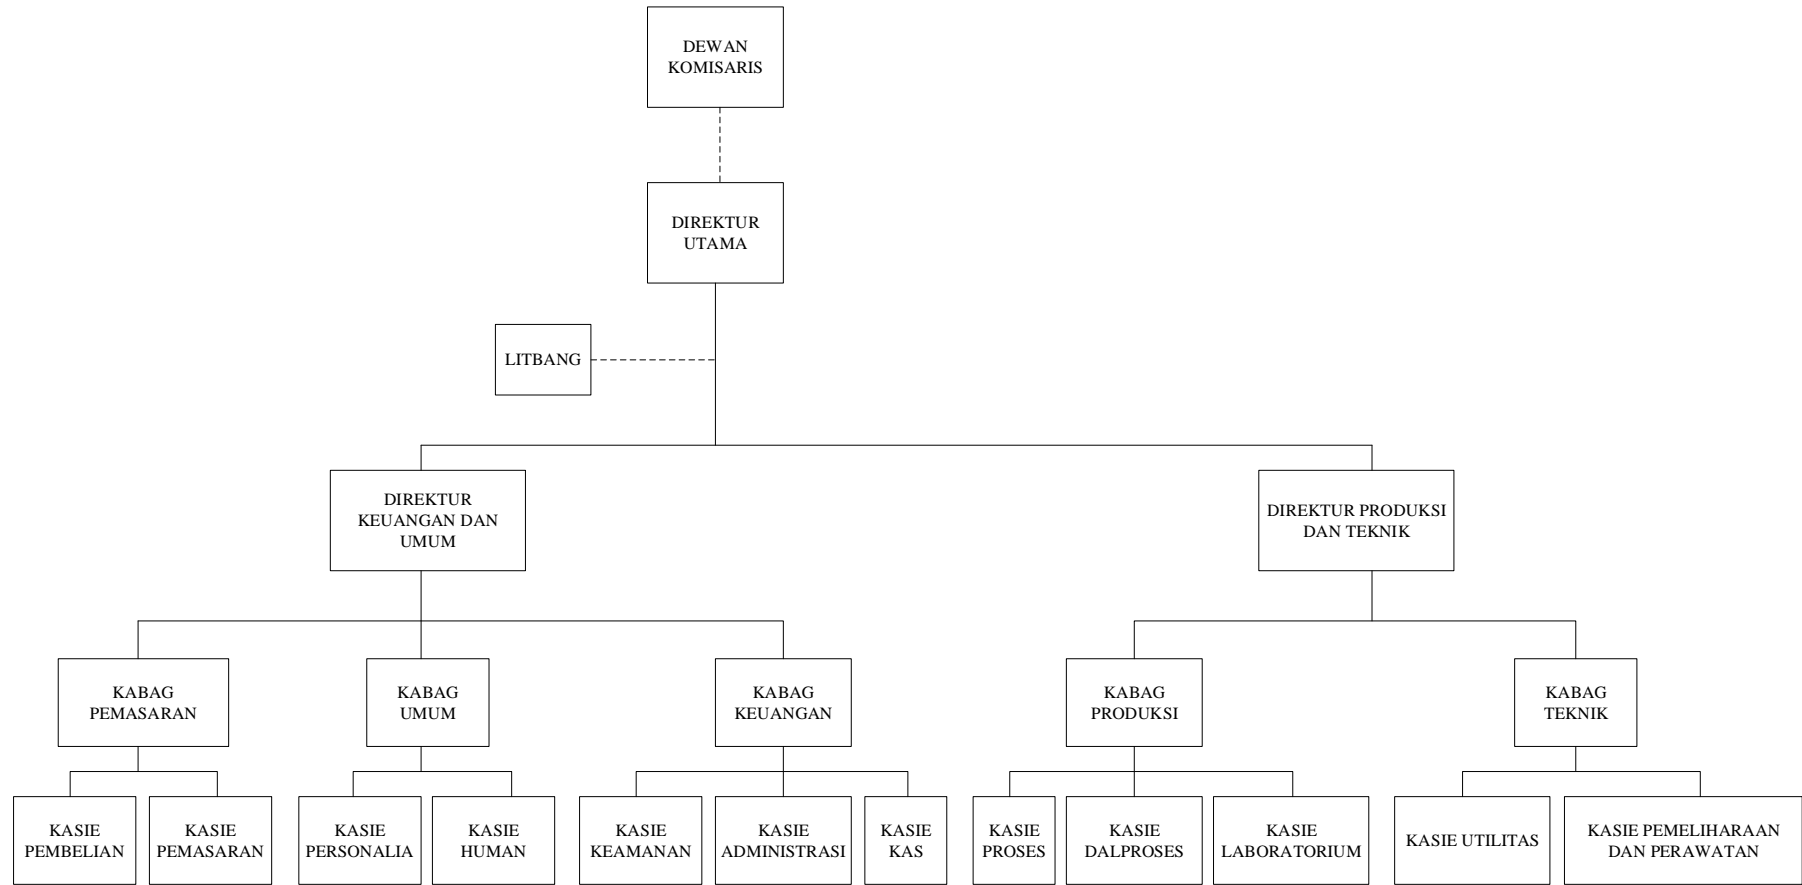 DEWAN
KOMISARIS
DIREKTUR
UTAMA
LITBANG
DIREKTUR
KEUANGAN DAN
UMUM
DIREKTUR PRODUKSI
DAN TEKNIK
KABAG
PEMASARAN
KABAG
UMUM
KABAG
KEUANGAN
KABAG
PRODUKSI
KABAG
TEKNIK
KASIE
PEMBELIAN
KASIE
PEMASARAN
KASIE
PERSONALIA
KASIE
HUMAN
KASIE
KEAMANAN
KASIE
ADMINISTRASI
KASIE
KAS
KASIE
PROSES
KASIE
DALPROSES
KASIE
LABORATORIUM
KASIE UTILITAS
KASIE PEMELIHARAAN
DAN PERAWATAN